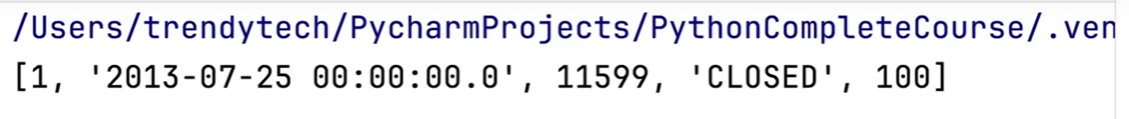 /Users/trendytech/PycharmProjects/PythonCompleteCourse/.ven
[1, '2013-07-25 00:00:00.0', 11599, 'CLOSED', 100]